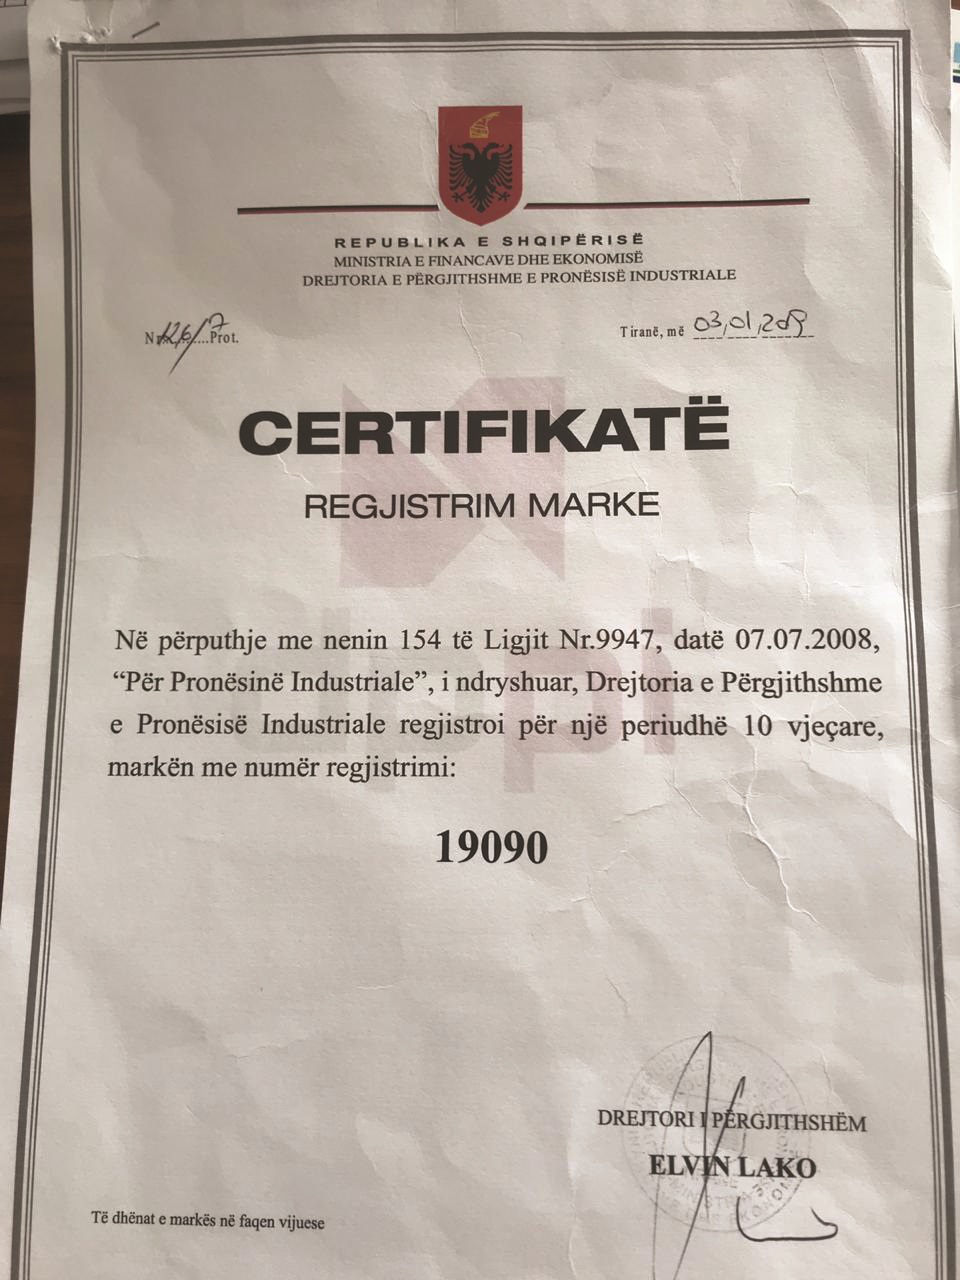 REPUBLIKA E SHQIPËRISË
MINISTRIA E FINANCAVE DHE EKONOMISË
DREJTORIA E PËRGJITHSHME E PRONËSISË INDUSTRIALE
Nr. 126/7 Prot. Tiranë, më 03,01,
CERTIFIKATË
REGJISTRIM MARKE
Në përputhje me nenin 154 të Ligjit Nr.9947, datë 07.07.2008,
“Për Pronësinë Industriale”, i ndryshuar, Drejtoria e Përgjithshme
e Pronësisë Industriale regjistroi për një periudhë 10 vjeçare,
markën me numër regjistrimi:
19090
DREJTORI I PËRGJITHSHËM
ELVIN LAKO
Të dhënat e markës në faqen vijuese